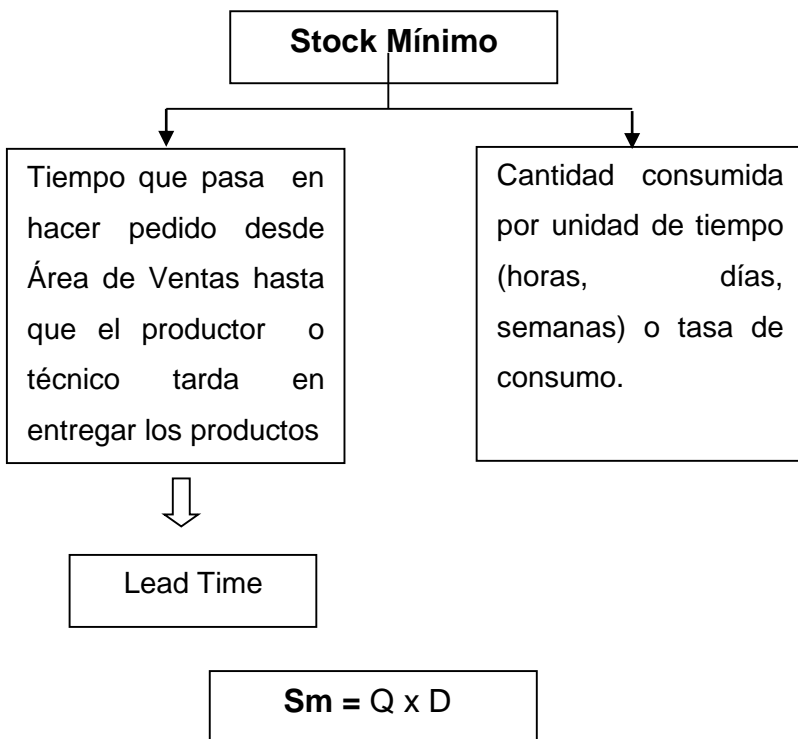 Stock Mínimo
Tiempo que pasa en
hacer pedido desde
Área de Ventas hasta
que el productor o
técnico tarda en
entregar los productos
Cantidad consumida
por unidad de tiempo
(horas, días,
semanas) o tasa de
consumo.
Lead Time
Sm = Q x D